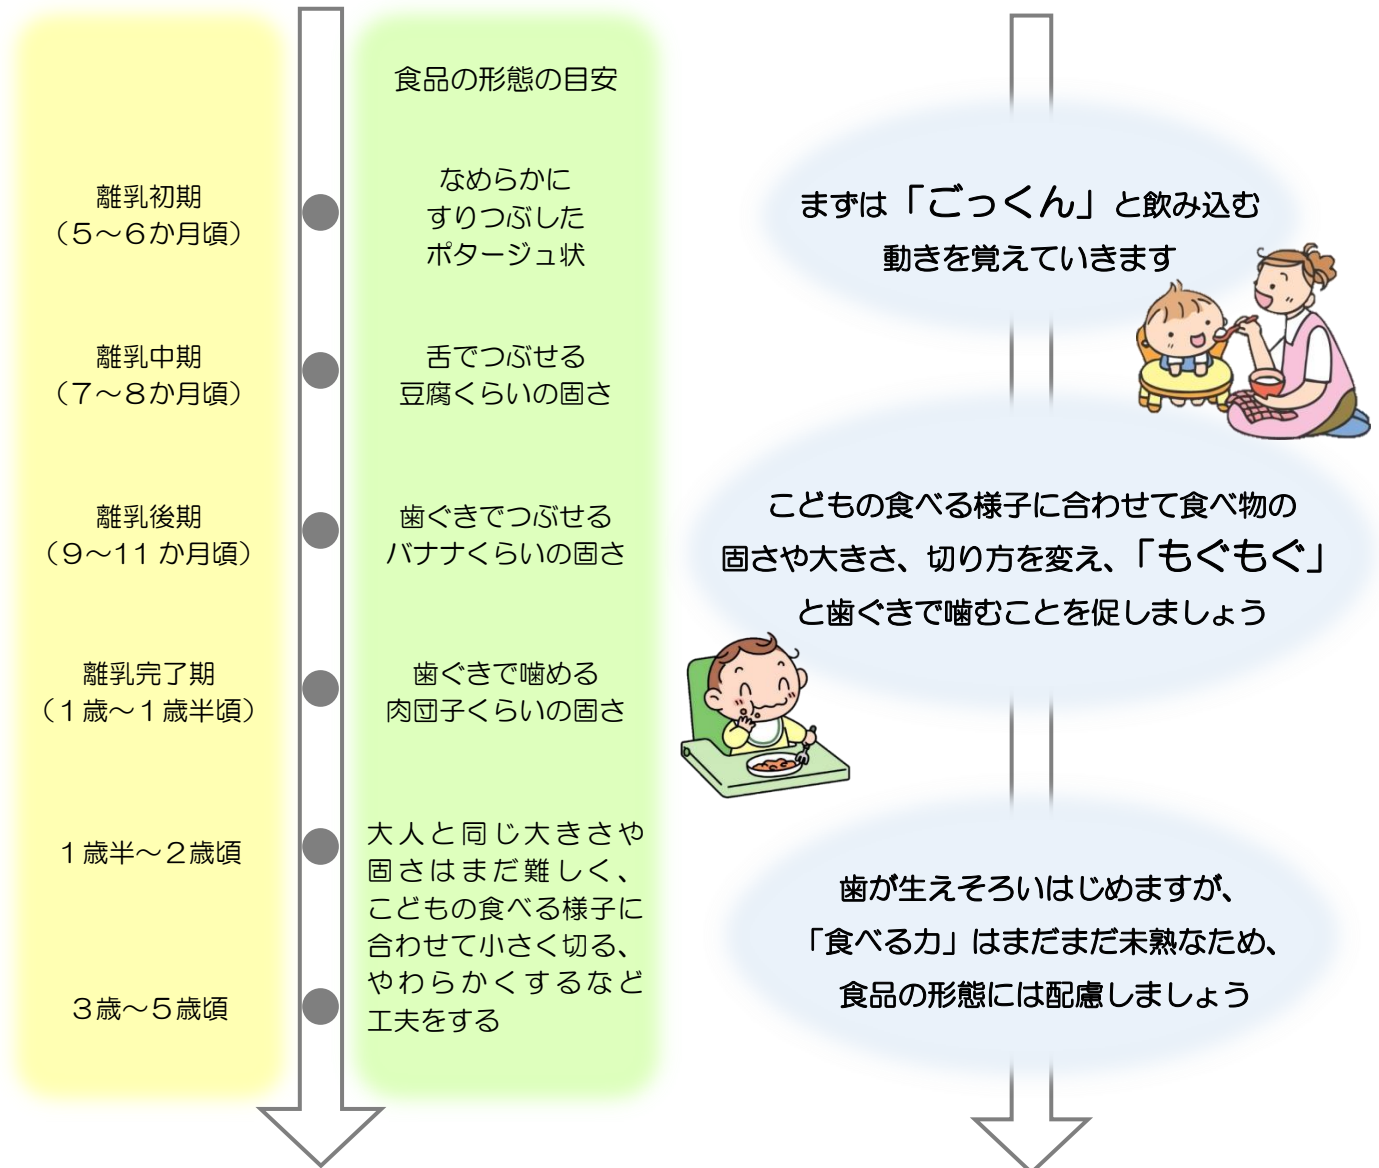 食品の形態の目安
離乳初期
（５～６か月頃）
なめらかに
すりつぶした
ポタージュ状
離乳中期
（７～８か月頃）
舌でつぶせる
豆腐くらいの固さ
離乳後期
（９～11 か月頃）
歯ぐきでつぶせる
バナナくらいの固さ
離乳完了期
（１歳～１歳半頃）
歯ぐきで噛める
肉団子くらいの固さ
１歳半～２歳頃
３歳～５歳頃
大人と同じ大きさや
固さはまだ難しく、
こどもの食べる様子に
合わせて小さく切る、
やわらかくするなど
工夫をする
まずは「ごっくん」と飲み込む
動きを覚えていきます
こどもの食べる様子に合わせて食べ物の
固さや大きさ、切り方を変え、「もぐもぐ」
と歯ぐきで噛むことを促しましょう
歯が生えそろいはじめますが、
「食べる力」はまだまだ未熟なため、
食品の形態には配慮しましょう